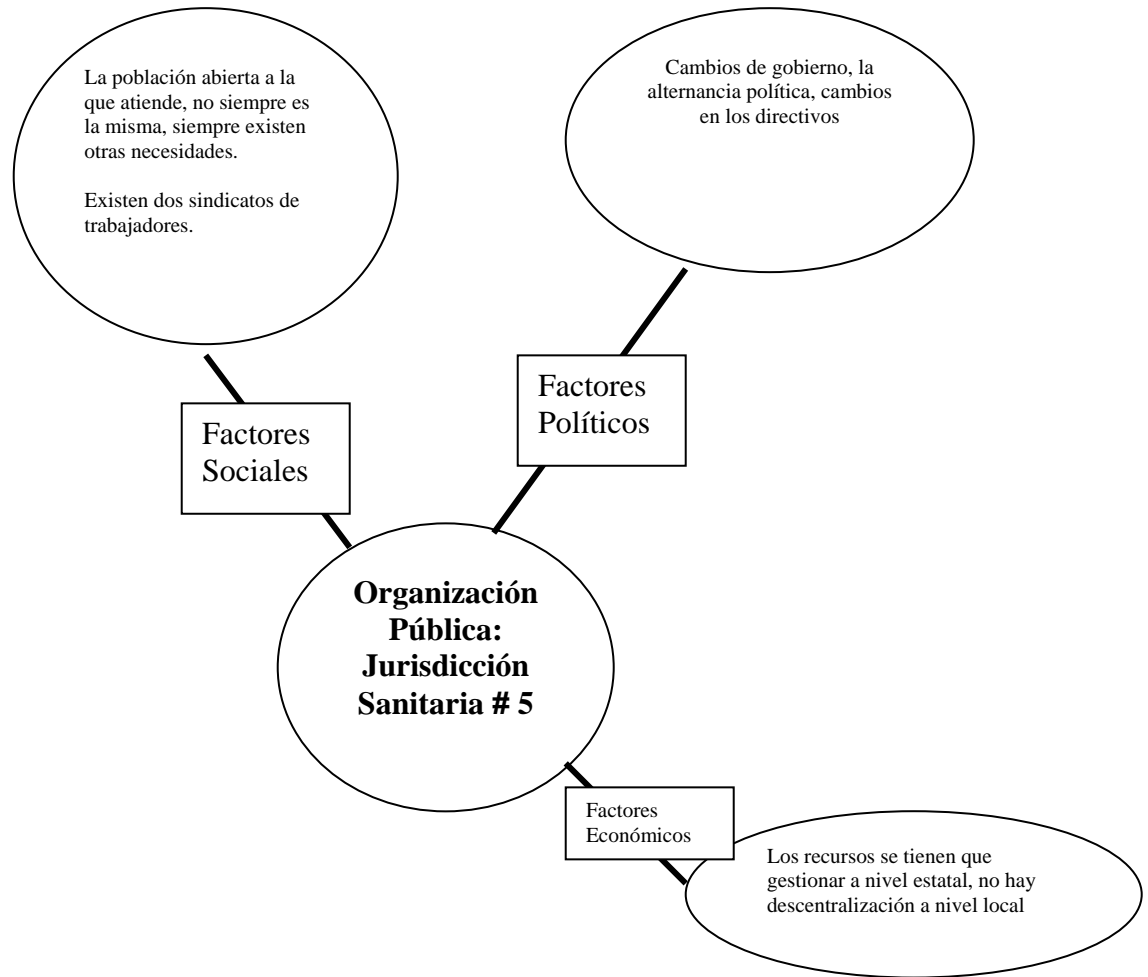 La población abierta a la
que atiende, no siempre es
la misma, siempre existen
otras necesidades.
Existen dos sindicatos de
trabajadores.
Cambios de gobierno, la
alternancia política, cambios
en los directivos
Factores
Sociales
Factores
Políticos
Organización
Pública:
Jurisdicción
Sanitaria # 5
Factores
Económicos
Los recursos se tienen que
gestionar a nivel estatal, no hay
descentralización a nivel local